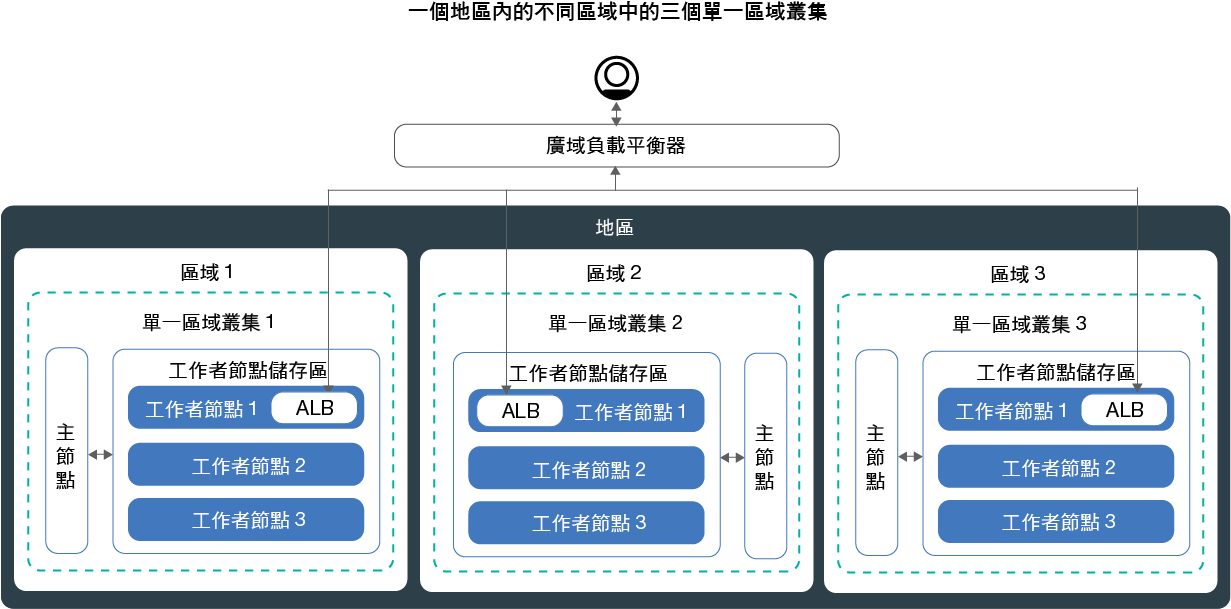 一個地區內的不同區域中的三個單一區域叢集
廣域負載平衡器
地區
區域 1
單一區域叢集 1
主節點
工作者節點儲存區
工作者節點 1
ALB
工作者節點 2
工作者節點 3
區域 2
單一區域叢集 2
工作者節點儲存區
ALB
工作者節點 1
工作者節點 2
工作者節點 3
主節點
區域 3
單一區域叢集 3
主節點
工作者節點儲存區
工作者節點 1
ALB
工作者節點 2
工作者節點 3